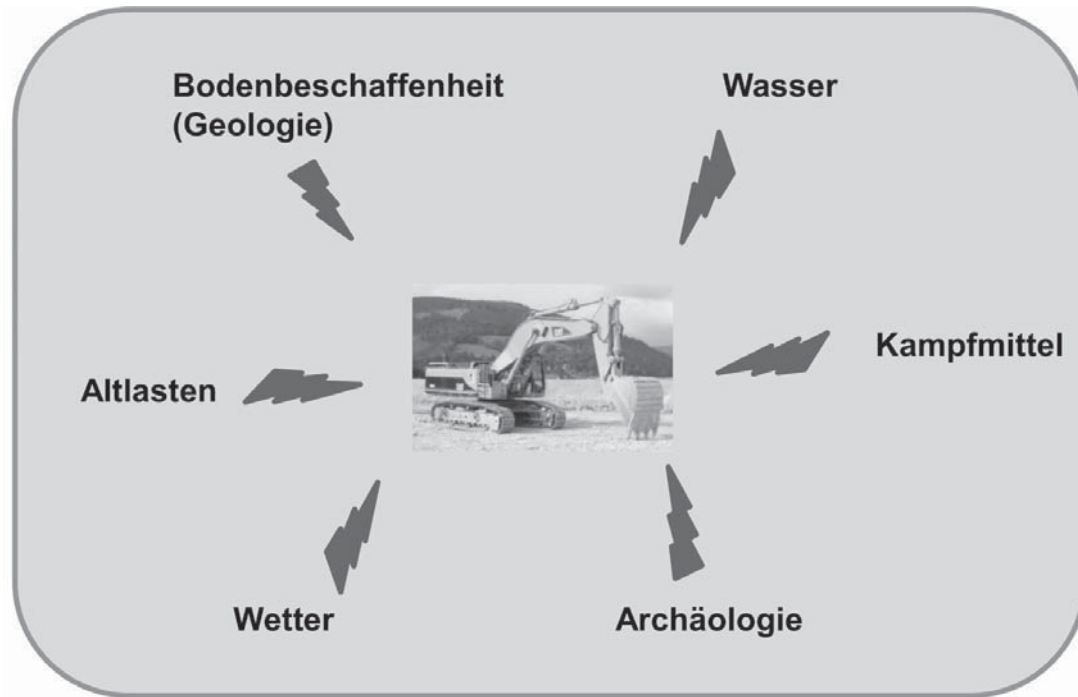 Bodenbeschaffenheit
(Geologie)
Wasser
Kampfmittel
Altlasten
Wetter
Archäologie